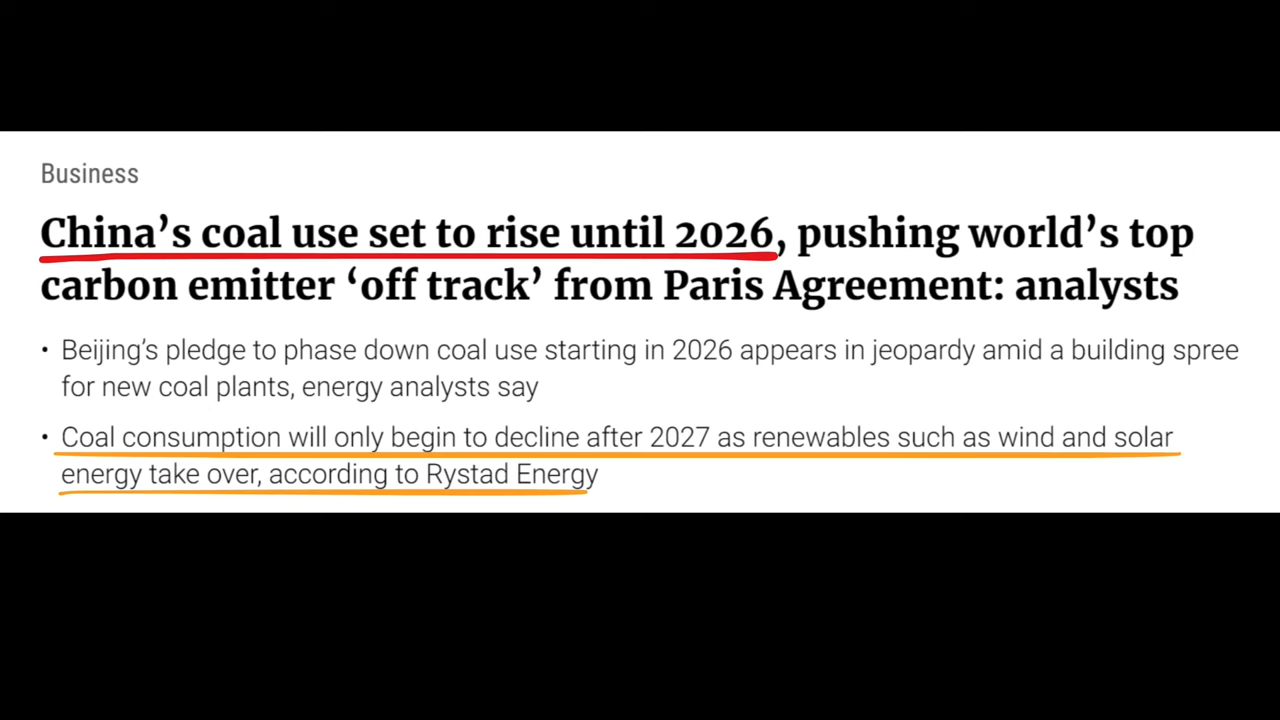 Business
China’s coal use set to rise until 2026, pushing world’s top
carbon emitter ‘off track’ from Paris Agreement: analysts
• Beijing’s pledge to phase down coal use starting in 2026 appears in jeopardy amid a building spree
for new coal plants, energy analysts say
• Coal consumption will only begin to decline after 2027 as renewables such as wind and solar
energy take over, according to Rystad Energy